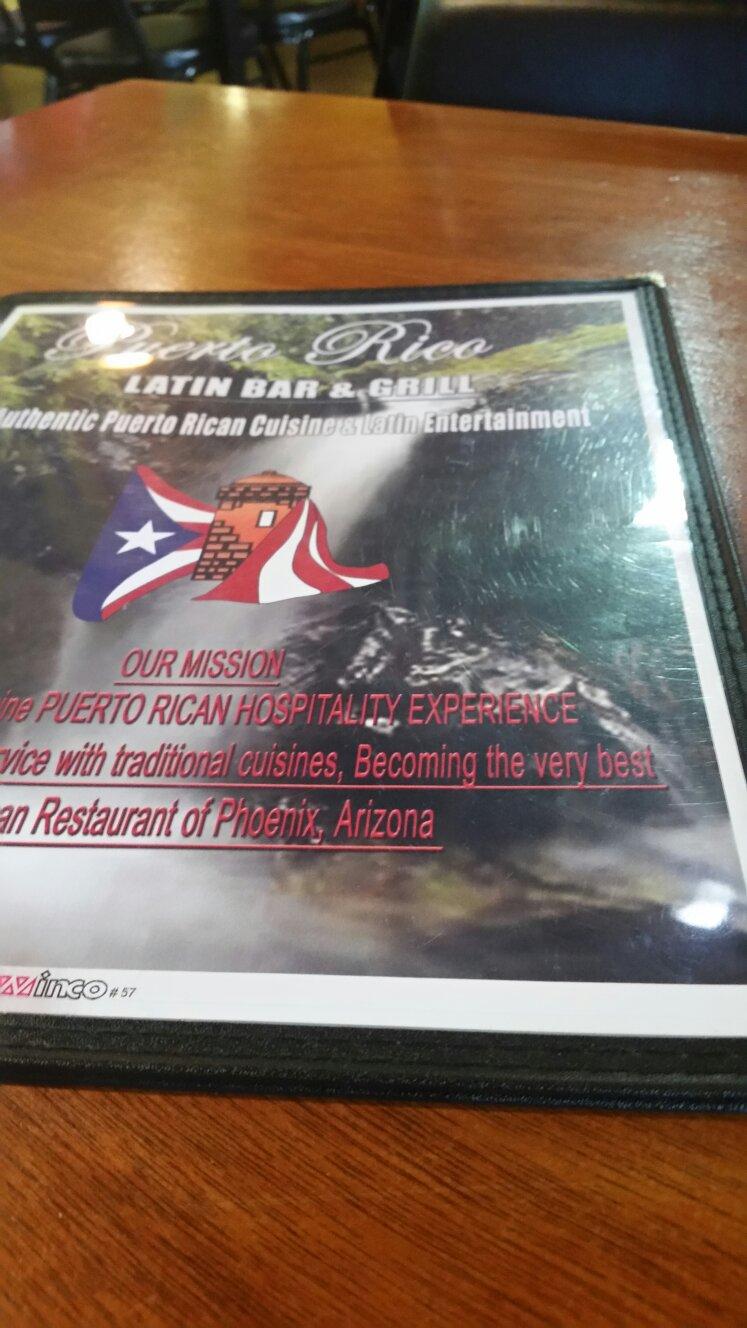 Puerto Rico
LATIN BAR & GRILL
Authentic Puerto Rican Cuisine & Latin Entertainment
OUR MISSION
PUERTO RICAN HOSPITALITY EXPERIENCE
with traditional cuisines, Becoming the very best
Restaurant of Phoenix, Arizona
Winco # 57